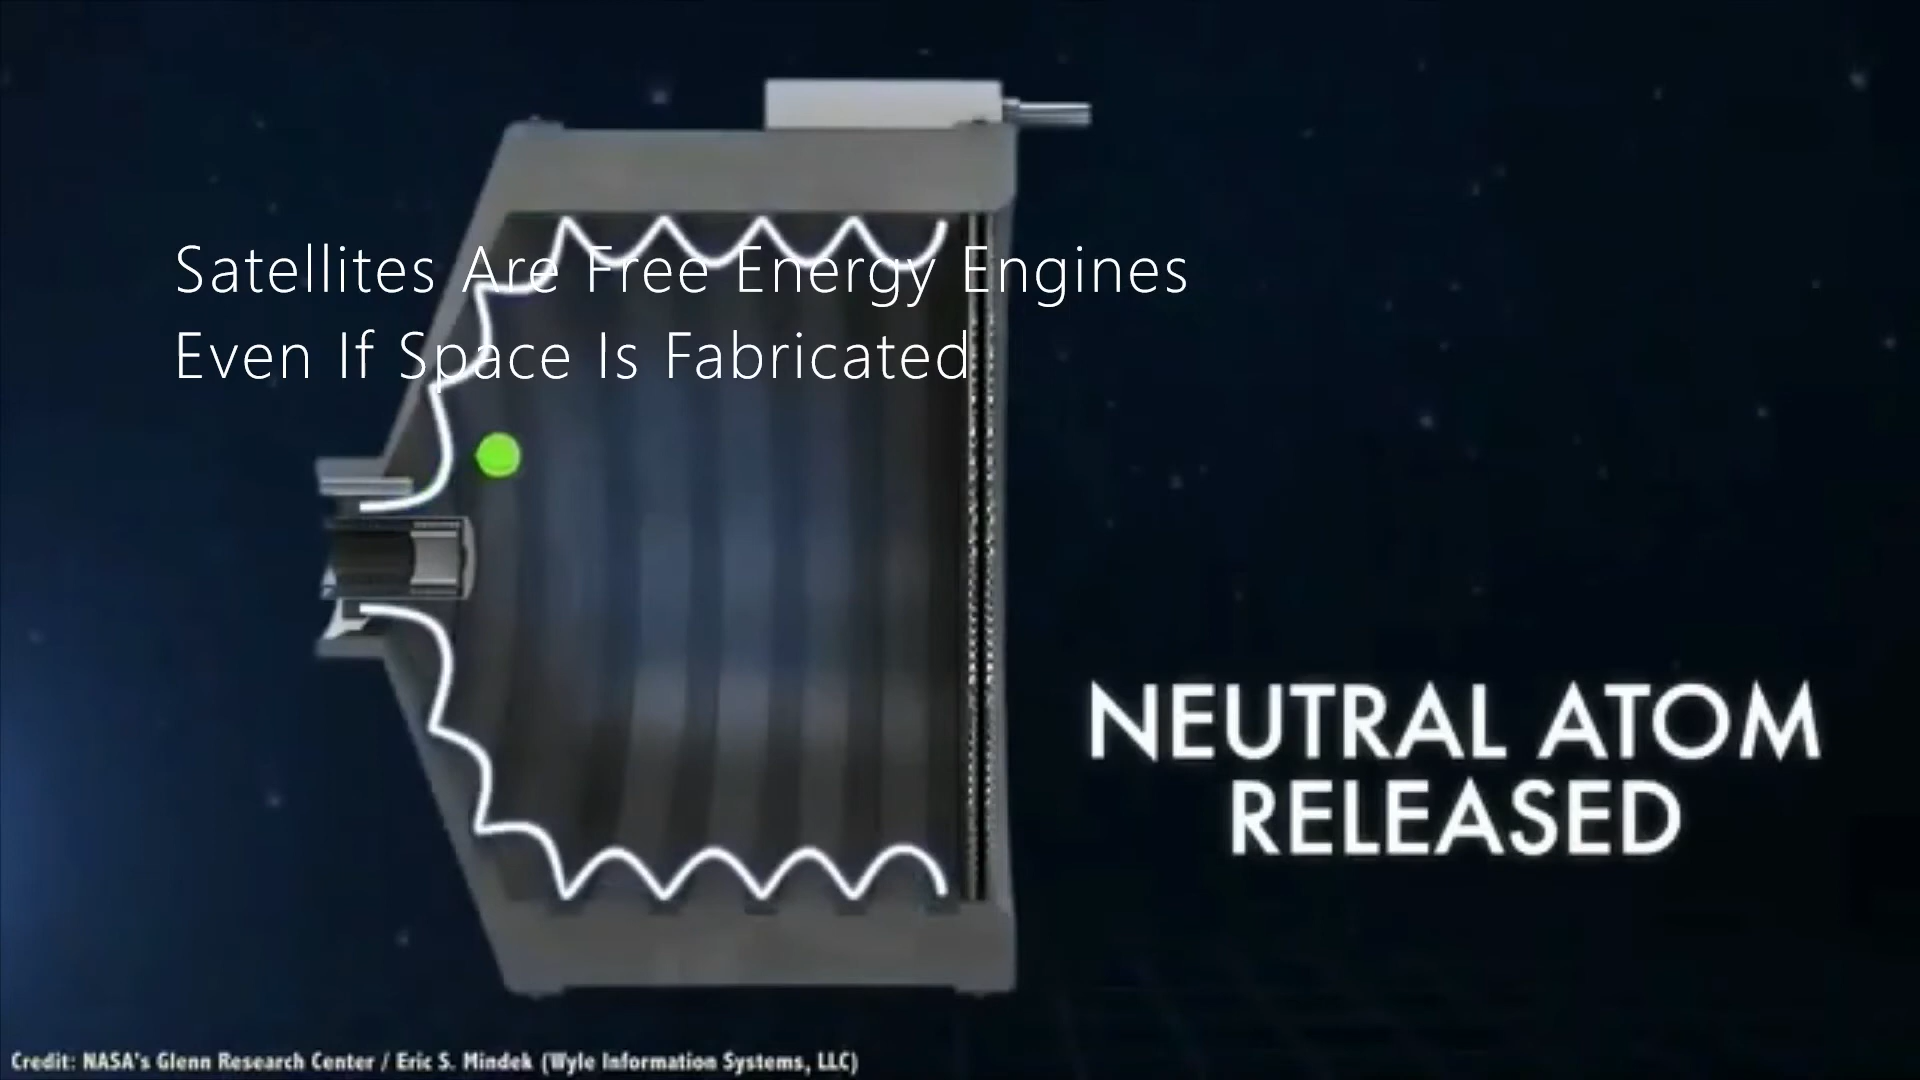 Satellites Are Free Energy Engines
Even If Space Is Fabricated
NEUTRAL ATOM
RELEASED
Credit: NASA's Glenn Research Center / Eric S. Mindek (Wyle Information Systems, LLC)